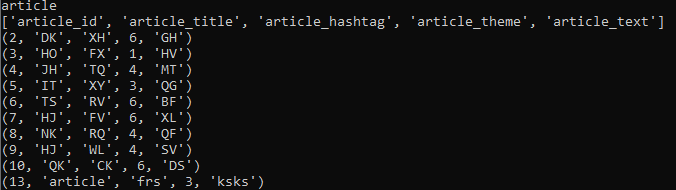 article
['article_id', 'article_title', 'article_hashtag', 'article_theme', 'article_text']
(2, 'DK', 'XH', 6, 'GH')
(3, 'HO', 'FX', 1, 'HV')
(4, 'JH', 'TQ', 4, 'MT')
(5, 'IT', 'XY', 3, 'QG')
(6, 'TS', 'RV', 6, 'BF')
(7, 'HJ', 'FV', 6, 'XL')
(8, 'NK', 'RQ', 4, 'QF')
(9, 'HJ', 'WL', 4, 'SV')
(10, 'QK', 'CK', 6, 'DS')
(13, 'article', 'frs', 3, 'ksks')